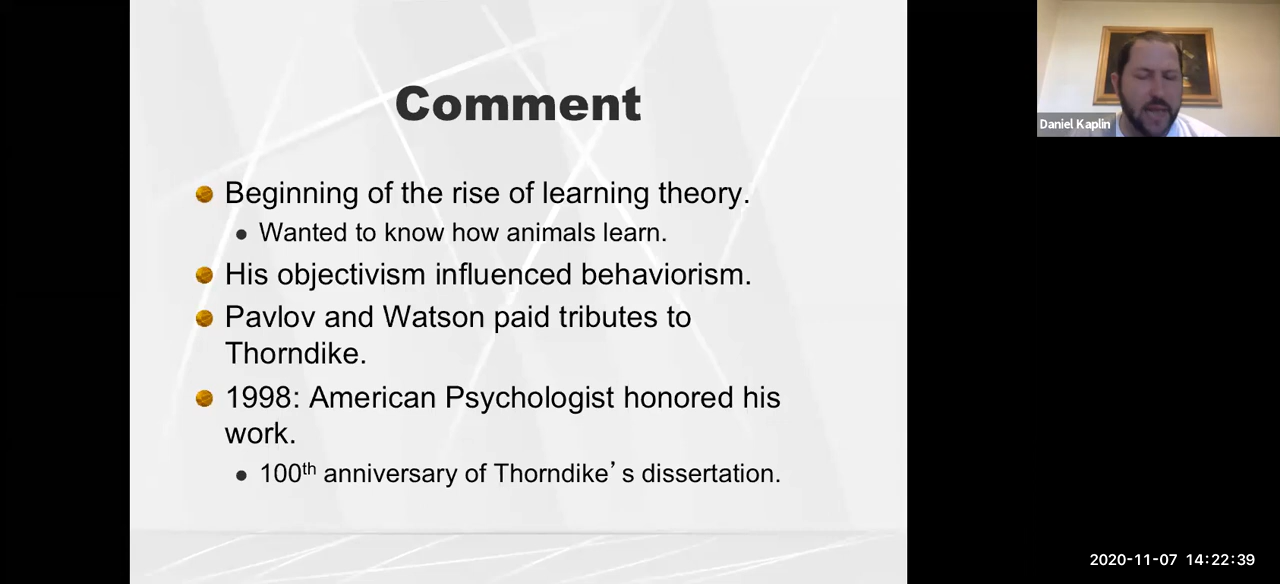 Comment
Beginning of the rise of learning theory.
Wanted to know how animals learn.
His objectivism influenced behaviorism.
Pavlov and Watson paid tributes to
Thorndike.
1998: American Psychologist honored his
work.
100th anniversary of Thorndike’s dissertation.
Daniel Kaplin
2020-11-07 14:22:39